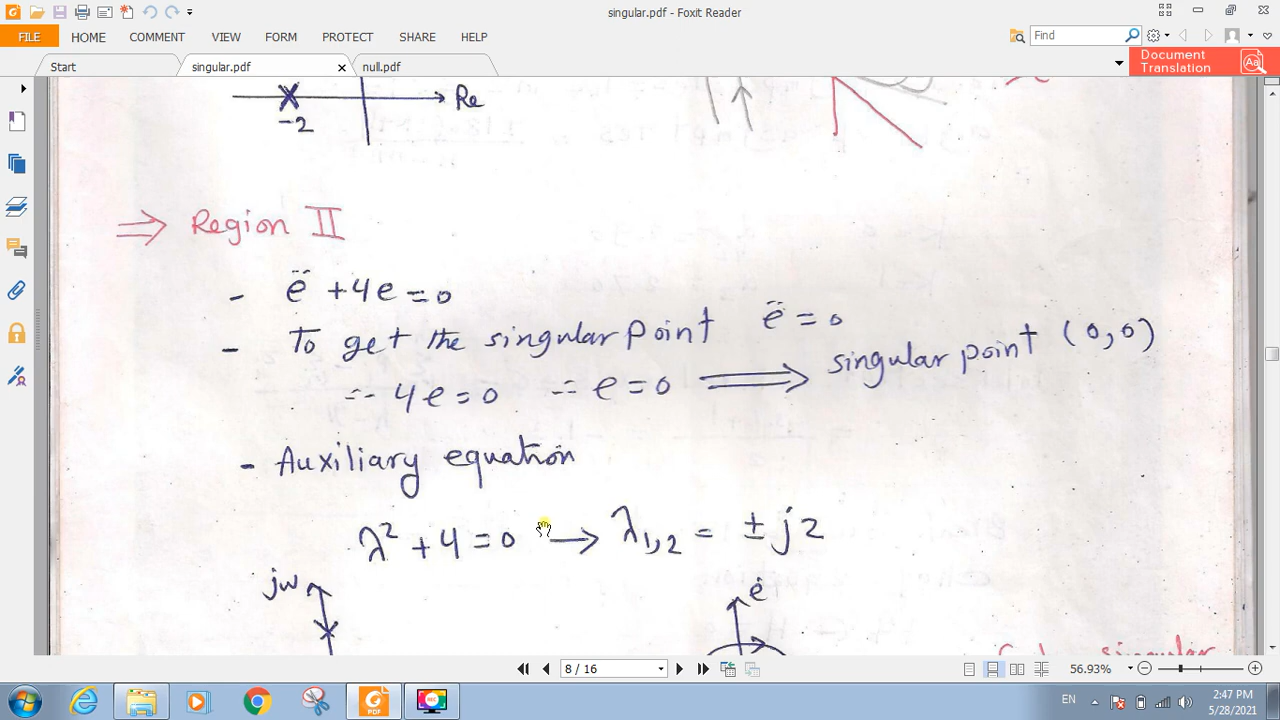 singular.pdf - Foxit Reader
FILE HOME COMMENT VIEW FORM PROTECT SHARE HELP
Find
Start singular.pdf null.pdf
Document Translation
Re
-2
⇒ Region II
- ë + 4e = 0
- To get the singular point ë = 0
∴ 4e = 0 ∴ e = 0 ⟹ singular point (0,0)
- Auxiliary equation
λ² + 4 = 0 → λ1,2 = ± j2
jω
ė
singular
8 / 16
56.93%
EN
2:47 PM
5/28/2021